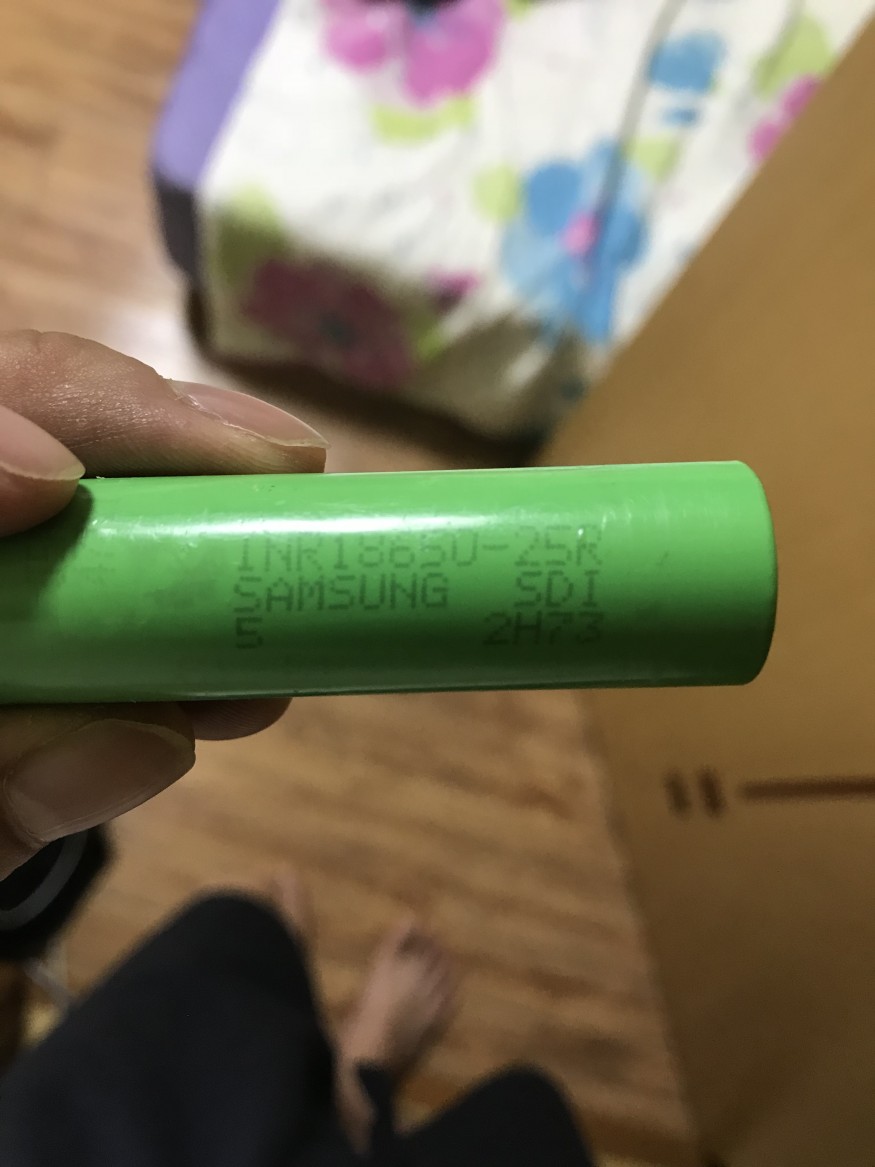 INR18650-25R
SAMSUNG SDI
5 2H73